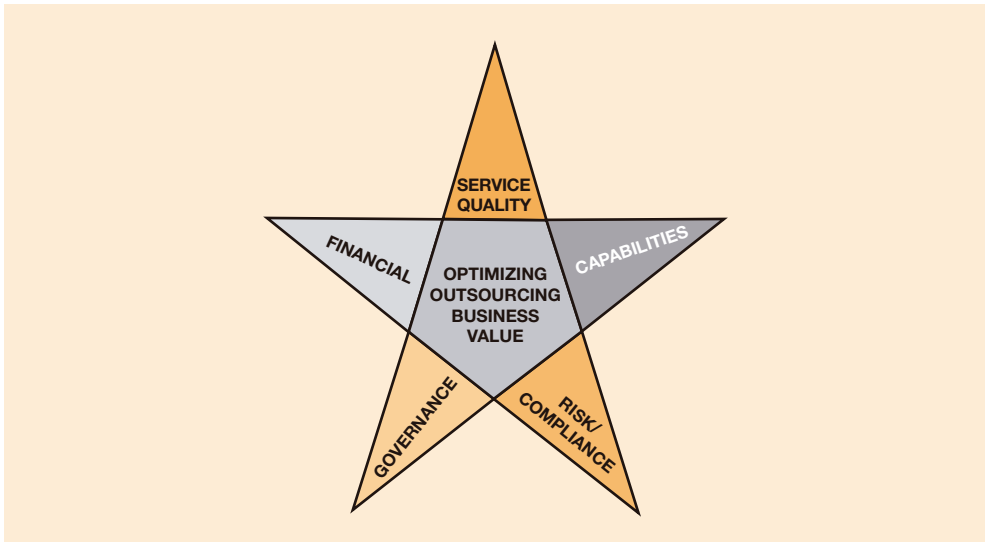 SERVICE
QUALITY
FINANCIAL
CAPABILITIES
OPTIMIZING
OUTSOURCING
BUSINESS
VALUE
GOVERNANCE
RISK/
COMPLIANCE